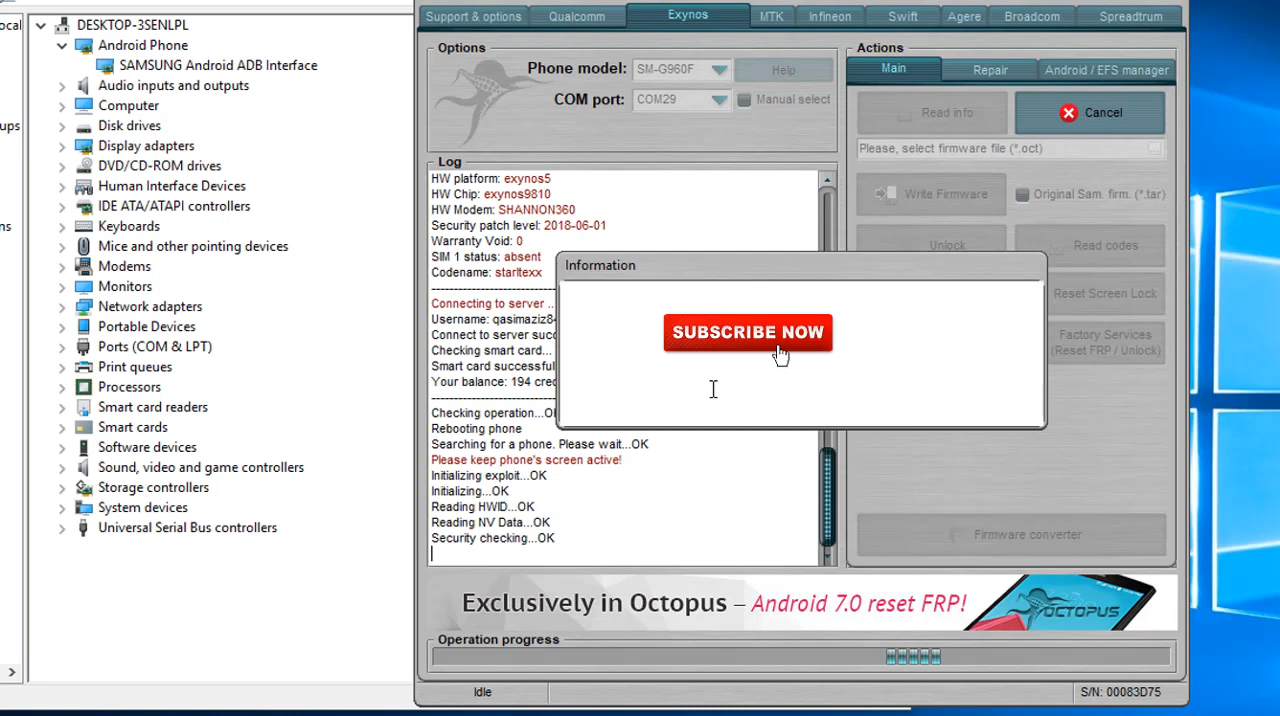 ocal
ups
ns
DESKTOP-3SENLPL
Android Phone
SAMSUNG Android ADB Interface
Audio inputs and outputs
Computer
Disk drives
Display adapters
DVD/CD-ROM drives
Human Interface Devices
IDE ATA/ATAPI controllers
Keyboards
Mice and other pointing devices
Modems
Monitors
Network adapters
Portable Devices
Ports (COM & LPT)
Print queues
Processors
Smart card readers
Smart cards
Software devices
Sound, video and game controllers
Storage controllers
System devices
Universal Serial Bus controllers
Support & options Qualcomm Exynos MTK Infineon Swift Agere Broadcom Spreadtrum
Options
Phone model: SM-G960F Help
COM port: COM29 Manual select
Log
HW platform: exynos5
HW Chip: exynos9810
HW Modem: SHANNON360
Security patch level: 2018-06-01
Warranty Void: 0
SIM 1 status: absent
Codename: starltexx
Connecting to server ..
Username: qasimaziz84
Connect to server succ
Checking smart card...
Smart card successful
Your balance: 194 cred
Checking operation...OK
Rebooting phone
Searching for a phone. Please wait...OK
Please keep phone's screen active!
Initializing exploit...OK
Initializing...OK
Reading HWID...OK
Reading NV Data...OK
Security checking...OK
Information
SUBSCRIBE NOW
Actions
Main Repair Android / EFS manager
Read info Cancel
Please, select firmware file (*.oct)
Write Firmware Original Sam. firm. (*.tar)
Unlock Read codes
Reset Screen Lock
Factory Services
(Reset FRP / Unlock)
Firmware converter
Exclusively in Octopus – Android 7.0 reset FRP!
OCTOPUS
Operation progress
Idle S/N: 00083D75